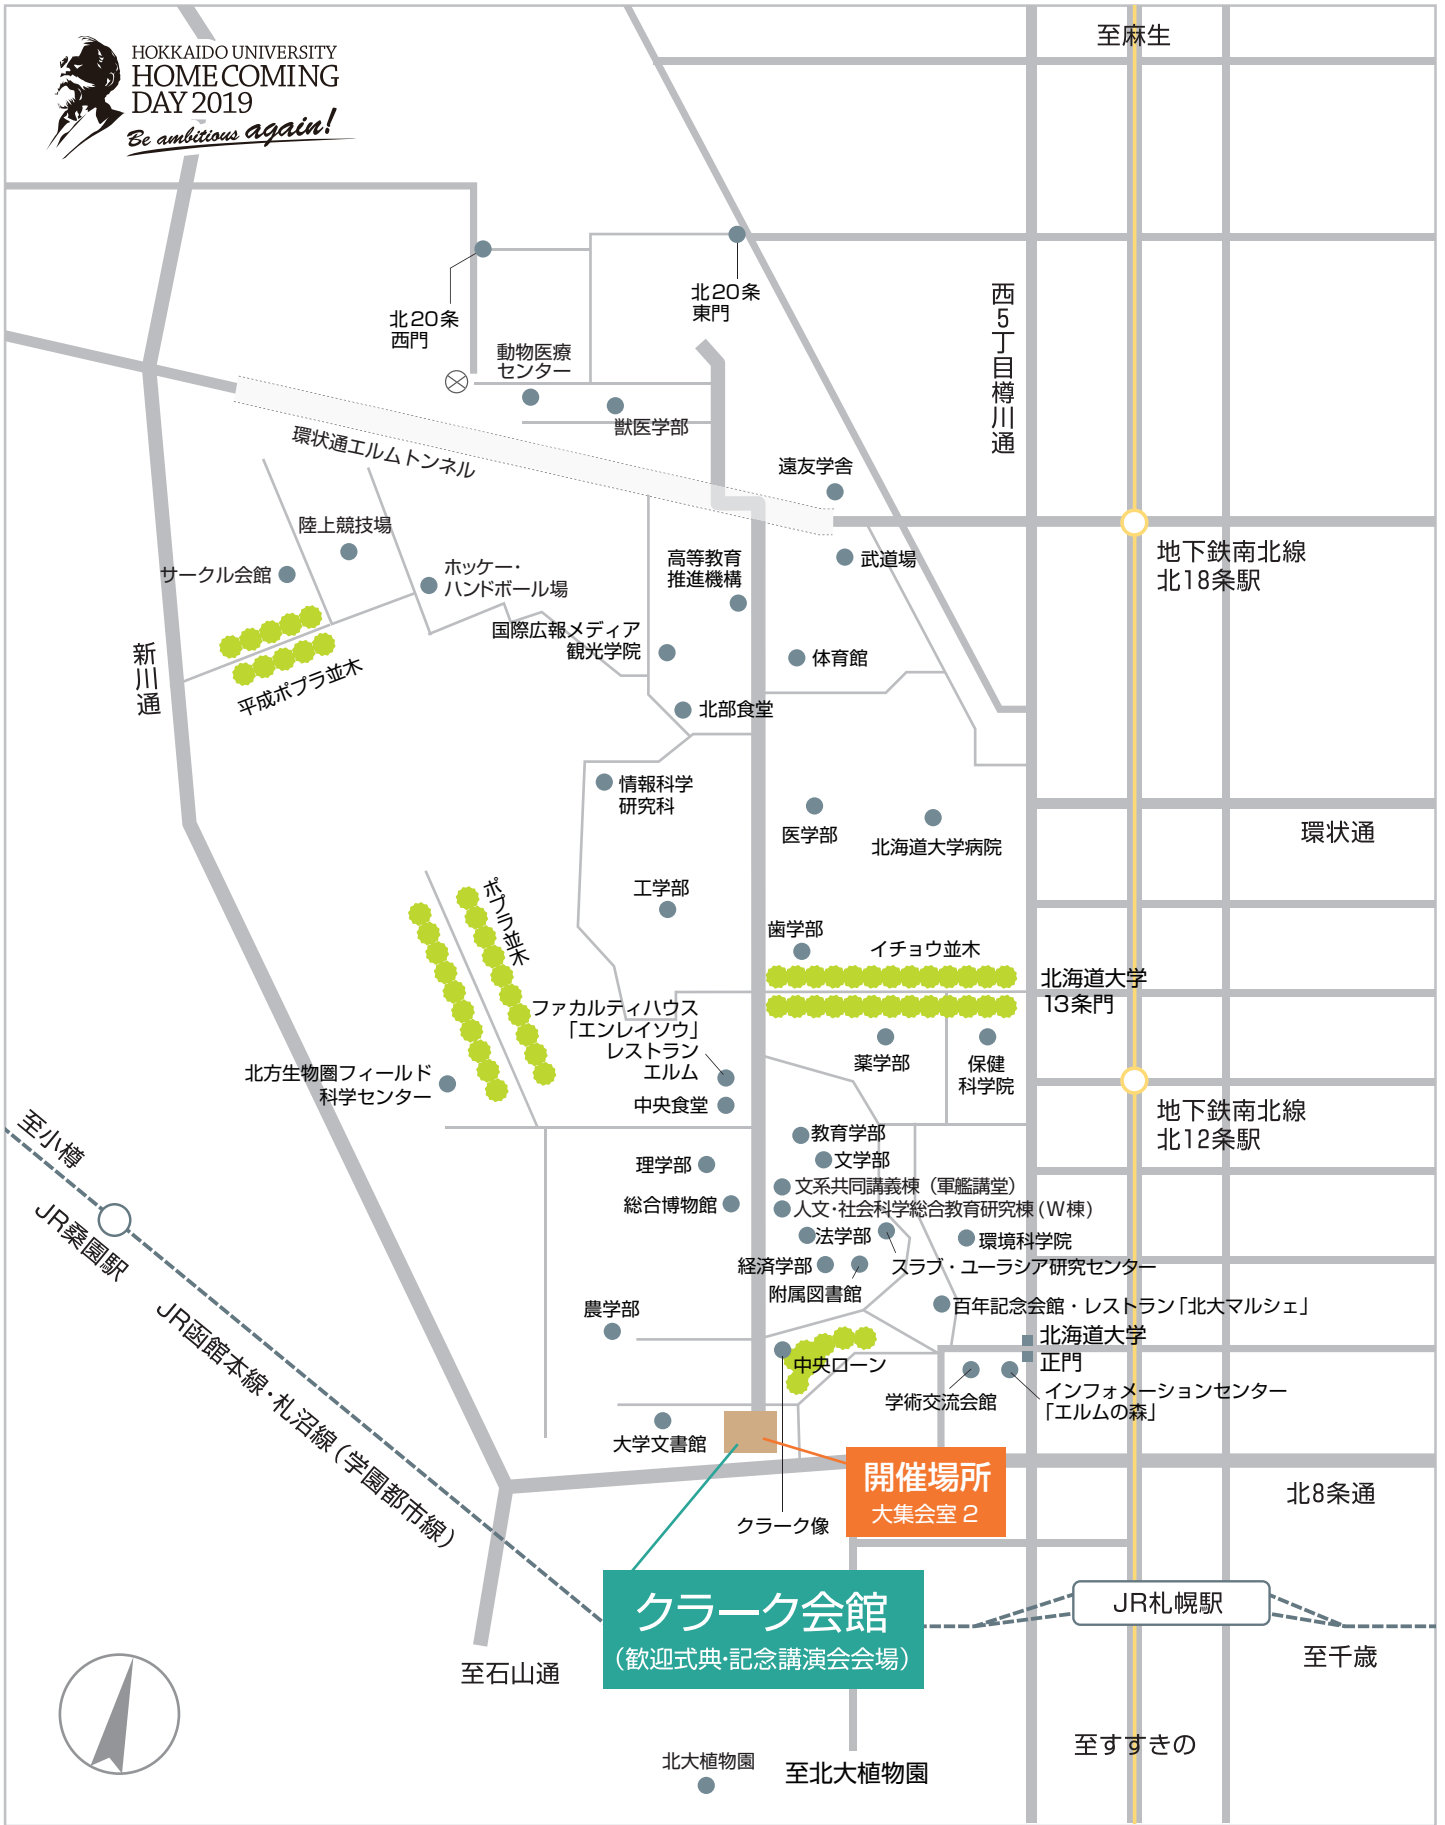 HOKKAIDO UNIVERSITY
HOME COMING
DAY 2019
Be ambitious again!
至麻生
北20条
西門
北20条
東門
西5丁目樽川通
動物医療
センター
獣医学部
環状通エルムトンネル
遠友学舎
陸上競技場
サークル会館
ホッケー・
ハンドボール場
高等教育
推進機構
武道場
地下鉄南北線
北18条駅
国際広報メディア
観光学院
体育館
新川通
平成ポプラ並木
北部食堂
情報科学
研究科
医学部
北海道大学病院
環状通
工学部
ポプラ並木
歯学部
イチョウ並木
北海道大学
13条門
ファカルティハウス
「エンレイソウ」
レストラン
エルム
薬学部
保健
科学院
北方生物圏フィールド
科学センター
中央食堂
地下鉄南北線
北12条駅
教育学部
文学部
理学部
文系共同講義棟（軍艦講堂）
総合博物館
人文・社会科学総合教育研究棟(W棟)
法学部
環境科学院
経済学部
スラブ・ユーラシア研究センター
附属図書館
至小樽
JR桑園駅
JR函館本線・札沼線（学園都市線）
農学部
百年記念会館・レストラン「北大マルシェ」
北海道大学
正門
中央ローン
学術交流会館
インフォメーションセンター
「エルムの森」
大学文書館
開催場所
大集会室 2
北8条通
クラーク像
クラーク会館
（歓迎式典・記念講演会会場）
JR札幌駅
至千歳
至石山通
至すすきの
北大植物園
至北大植物園